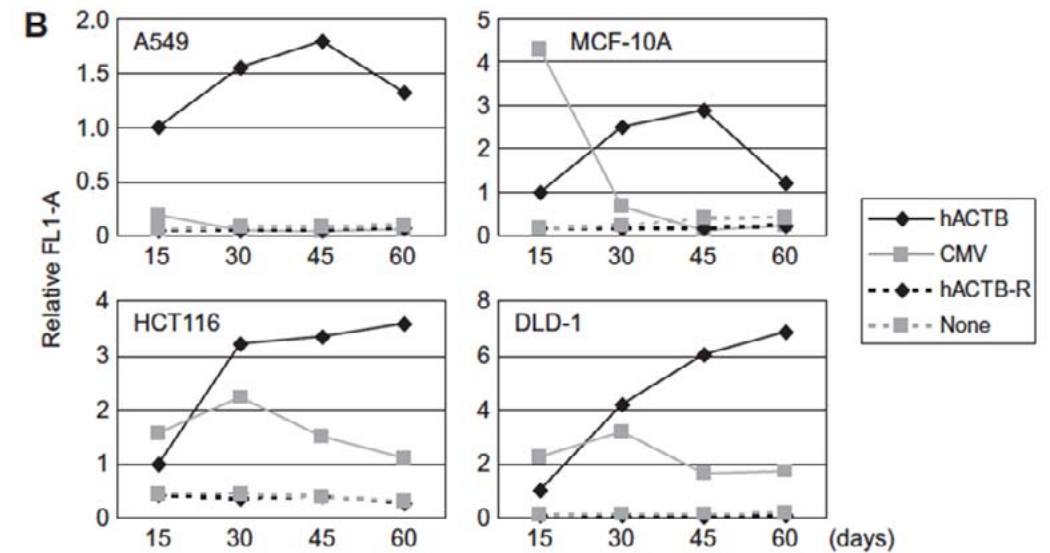 B
Relative FL1-A
A549
2.0
1.5
1.0
0.5
0
15 30 45 60
MCF-10A
5
4
3
2
1
0
15 30 45 60
HCT116
4
3
2
1
0
15 30 45 60
DLD-1
8
6
4
2
0
15 30 45 60 (days)
hACTB
CMV
hACTB-R
None